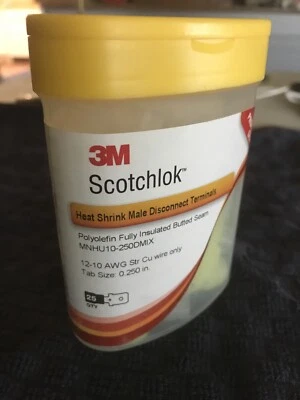 3M
Scotchlok™
Heat Shrink Male Disconnect Terminals
Polyolefin Fully Insulated Butted Seam
MNHU10-250DMIX
12-10 AWG Str Cu wire only
Tab Size: 0.250 in.
25
QTY